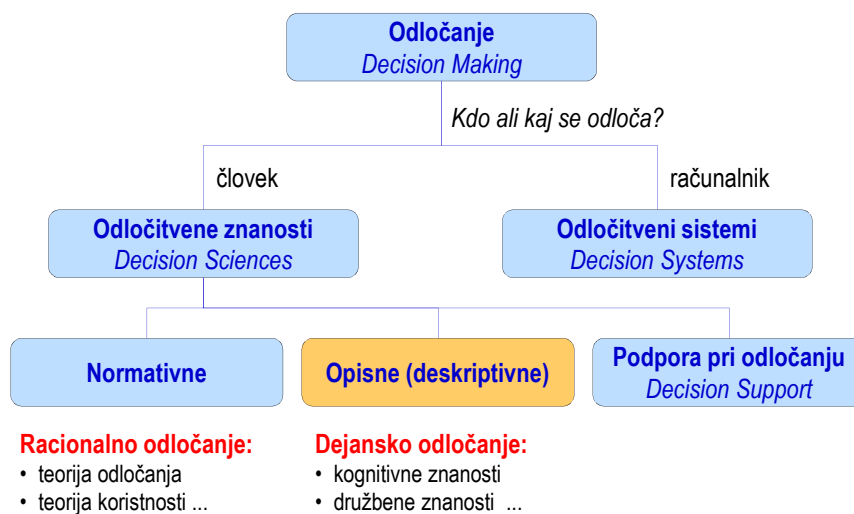 Odločanje
Decision Making
Kdo ali kaj se odloča?
človek
računalnik
Odločitvene znanosti
Decision Sciences
Odločitveni sistemi
Decision Systems
Normativne
Opisne (deskriptivne)
Podpora pri odločanju
Decision Support
Racionalno odločanje:
• teorija odločanja
• teorija koristnosti ...
Dejansko odločanje:
• kognitivne znanosti
• družbene znanosti ...